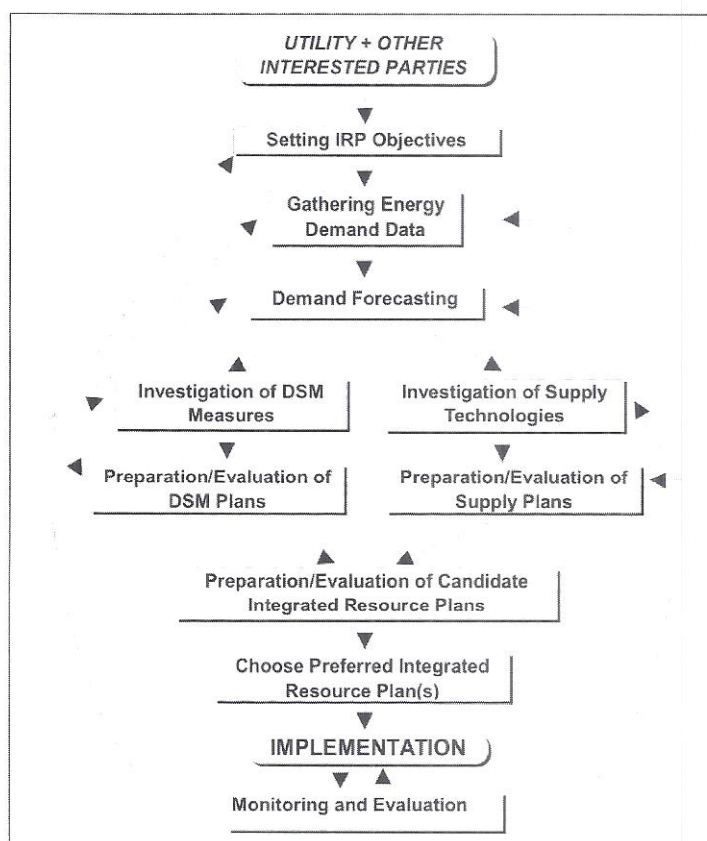 UTILITY + OTHER
INTERESTED PARTIES
Setting IRP Objectives
Gathering Energy
Demand Data
Demand Forecasting
Investigation of DSM
Measures
Investigation of Supply
Technologies
Preparation/Evaluation of
DSM Plans
Preparation/Evaluation of
Supply Plans
Preparation/Evaluation of Candidate
Integrated Resource Plans
Choose Preferred Integrated
Resource Plan(s)
IMPLEMENTATION
Monitoring and Evaluation